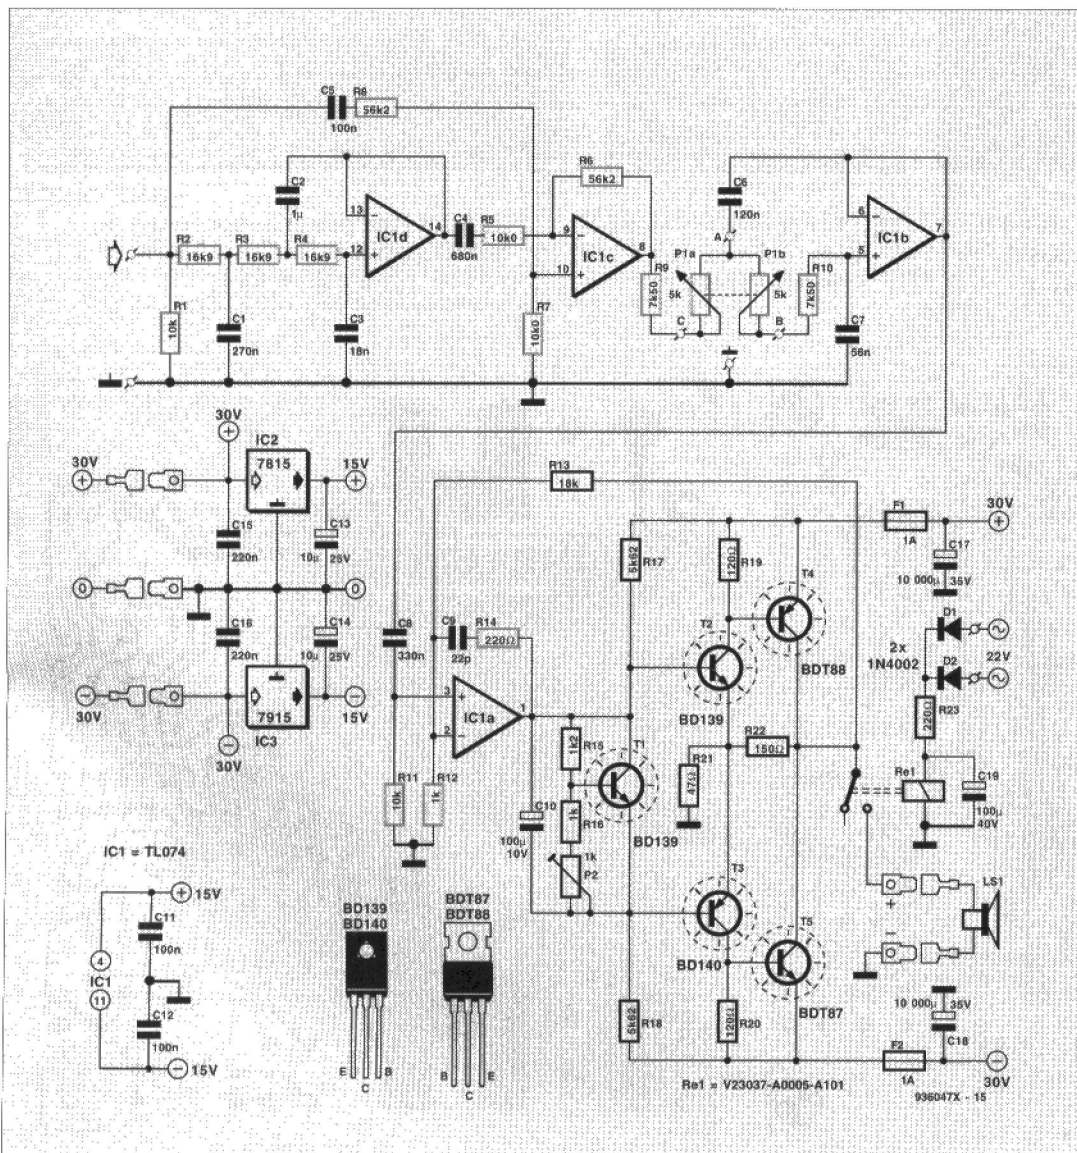 C5
R8
56k2
100n
C2
1µ
R6
56k2
C6
120n
13
14
IC1d
12
C4
680n
R5
10k0
9
IC1c
8
10
6
7
IC1b
5
R2
16k9
R3
16k9
R4
16k9
A
P1a
P1b
5k
5k
R9
7k50
R10
7k50
C
B
R1
10k
C1
270n
C3
18n
R7
10k0
C7
56n
30V
IC2
30V
7815
15V
C15
220n
C13
10µ
25V
0
0
C16
220n
C14
10µ
25V
30V
7915
15V
IC3
30V
R13
18k
F1
1A
30V
C17
10 000µ
35V
R17
5k62
R19
120Ω
T4
BDT88
T2
BD139
D1
D2
2x
1N4002
22V
R23
220Ω
C8
330n
C9
22p
R14
220Ω
3
IC1a
1
2
R11
10k
R12
1k
C10
100µ
10V
R15
1k2
R16
1k
1k
P2
T1
BD139
R21
47Ω
R22
150Ω
Re1
C19
100µ
40V
IC1 = TL074
15V
C11
100n
4
IC1
11
C12
100n
15V
BD139
BD140
E
C
B
BDT87
BDT88
B
C
E
T3
BD140
T5
BDT87
R18
5k62
R20
120Ω
LS1
+
−
10 000µ
35V
C18
F2
1A
30V
Re1 = V23037-A0005-A101
936047X - 15